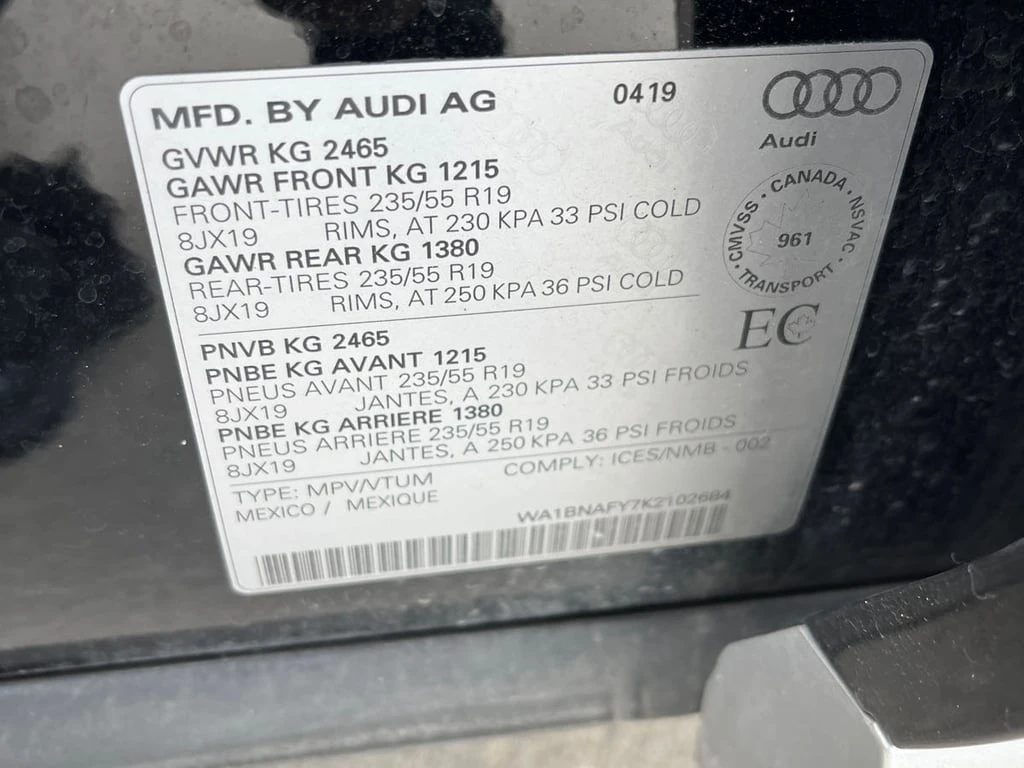 MFD. BY AUDI AG
0419
Audi
GVWR KG 2465
GAWR FRONT KG 1215
FRONT-TIRES 235/55 R19
8JX19 RIMS, AT 230 KPA 33 PSI COLD
GAWR REAR KG 1380
REAR-TIRES 235/55 R19
8JX19 RIMS, AT 250 KPA 36 PSI COLD
CANADA · NSVAC · TRANSPORT · CMVSS ·
961
EC
PNVB KG 2465
PNBE KG AVANT 1215
PNEUS AVANT 235/55 R19
8JX19 JANTES, A 230 KPA 33 PSI FROIDS
PNBE KG ARRIERE 1380
PNEUS ARRIERE 235/55 R19
8JX19 JANTES, A 250 KPA 36 PSI FROIDS
TYPE: MPV/VTUM COMPLY: ICES/NMB - 002
MEXICO / MEXIQUE
WA1BNAFY7K2102684